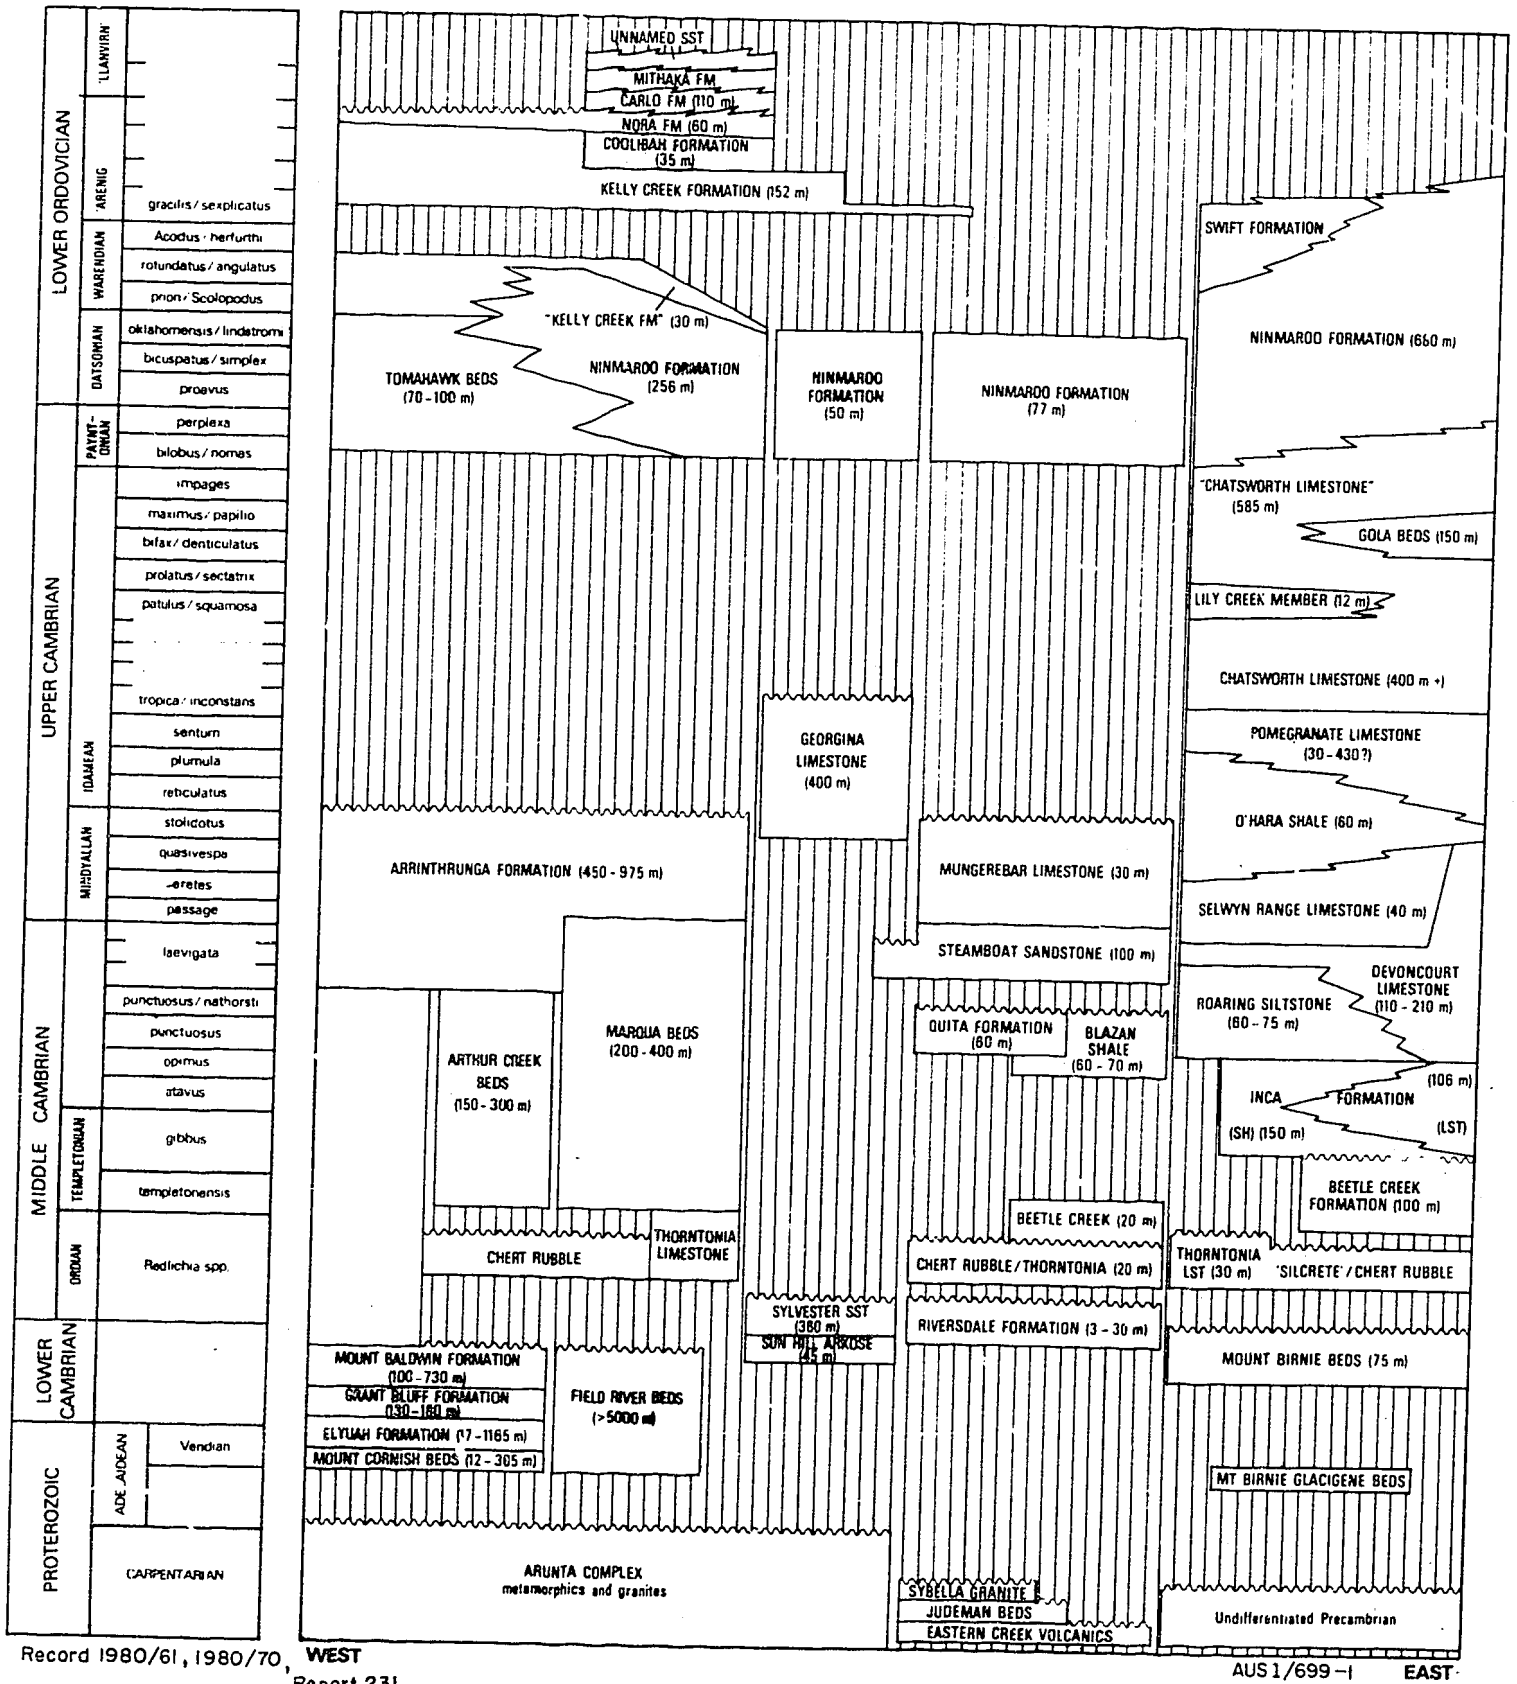 LOWER ORDOVICIAN
'LLANVIRN'
'ARENIG
gracilis / sexplicatus
WARENDIAN
Acodus · herfurthi
rotundatus / angulatus
prion / Scolopodus
DATSONIAN
oklahomensis / lindstromi
bicuspatus / simplex
proavus
UPPER CAMBRIAN
PAYNT-
ONIAN
perplexa
bilobus / nomas
impages
maximus / papilio
bifax / denticulatus
prolatus / sectatrix
patulus / squamosa
tropica / inconstans
IDAMEAN
sentum
plumula
reticulatus
MINDYALLAN
stolidotus
quasivespa
eretes
passage
MIDDLE CAMBRIAN
laevigata
punctuosus / nathorsti
punctuosus
opimus
atavus
TEMPLETONIAN
gibbus
templetonensis
ORDIAN
Redlichia spp.
LOWER
CAMBRIAN
PROTEROZOIC
ADELAIDEAN
Vendian
CARPENTARIAN
UNNAMED SST
MITHAKA FM
CARLO FM (110 m)
NORA FM (60 m)
COOLIBAH FORMATION
(35 m)
KELLY CREEK FORMATION (152 m)
"KELLY CREEK FM" (30 m)
TOMAHAWK BEDS
(70 - 100 m)
NINMAROO FORMATION
(256 m)
NINMAROO
FORMATION
(50 m)
NINMAROO FORMATION
(77 m)
SWIFT FORMATION
NINMAROO FORMATION (660 m)
"CHATSWORTH LIMESTONE"
(585 m)
GOLA BEDS (150 m)
LILY CREEK MEMBER (12 m)
CHATSWORTH LIMESTONE (400 m +)
POMEGRANATE LIMESTONE
(30 - 430?)
GEORGINA
LIMESTONE
(400 m)
O'HARA SHALE (60 m)
ARRINTHRUNGA FORMATION (450 - 975 m)
MUNGEREBAR LIMESTONE (30 m)
SELWYN RANGE LIMESTONE (40 m)
STEAMBOAT SANDSTONE (100 m)
DEVONCOURT
LIMESTONE
(110 - 210 m)
ROARING SILTSTONE
(60 - 75 m)
MARQUA BEDS
(200 - 400 m)
QUITA FORMATION
(60 m)
BLAZAN
SHALE
(60 - 70 m)
ARTHUR CREEK
BEDS
(150 - 300 m)
(106 m)
INCA FORMATION
(SH) (150 m)
(LST)
BEETLE CREEK
FORMATION (100 m)
BEETLE CREEK (20 m)
CHERT RUBBLE
THORNTONIA
LIMESTONE
CHERT RUBBLE / THORNTONIA (20 m)
THORNTONIA
LST (30 m)
'SILCRETE' / CHERT RUBBLE
SYLVESTER SST
(360 m)
SUN HILL ARKOSE
(45 m)
RIVERSDALE FORMATION (3 - 30 m)
MOUNT BIRNIE BEDS (75 m)
MOUNT BALDWIN FORMATION
(100 - 730 m)
GRANT BLUFF FORMATION
(130 - 180 m)
ELYUAH FORMATION (17 - 1165 m)
MOUNT CORNISH BEDS (12 - 305 m)
FIELD RIVER BEDS
(>5000 m)
MT BIRNIE GLACIGENE BEDS
ARUNTA COMPLEX
metamorphics and granites
SYBELLA GRANITE
JUDEMAN BEDS
EASTERN CREEK VOLCANICS
Undifferentiated Precambrian
Record 1980/61, 1980/70,
WEST
Report 231
AUS 1/699-1
EAST